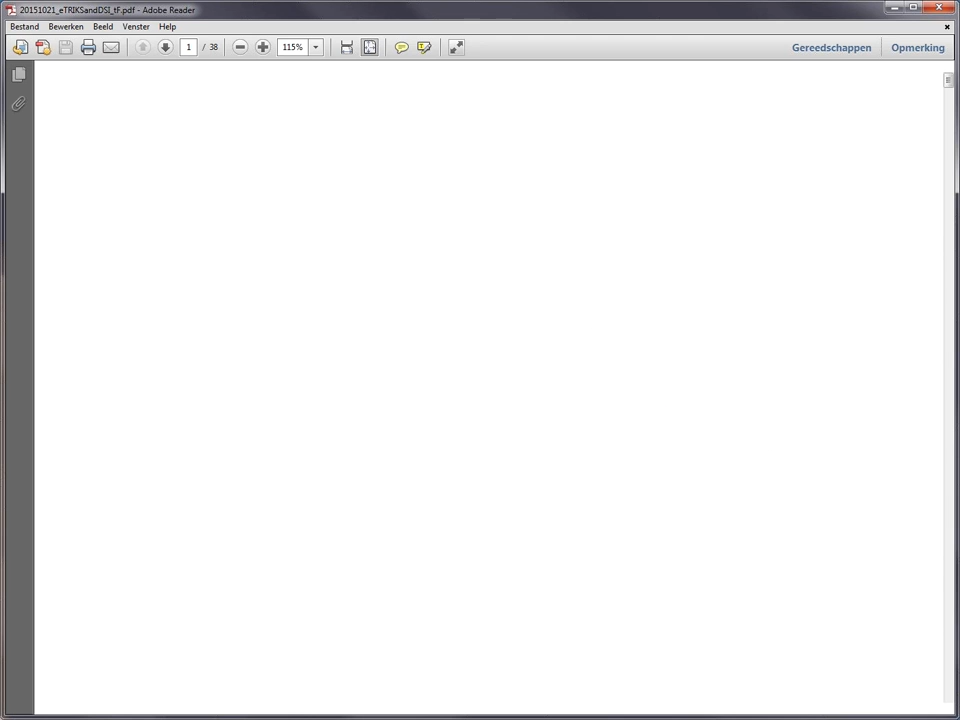 20151021_eTRIKSandDSI_tF.pdf - Adobe Reader
Bestand Bewerken Beeld Venster Help
1 / 38 115% Gereedschappen Opmerking